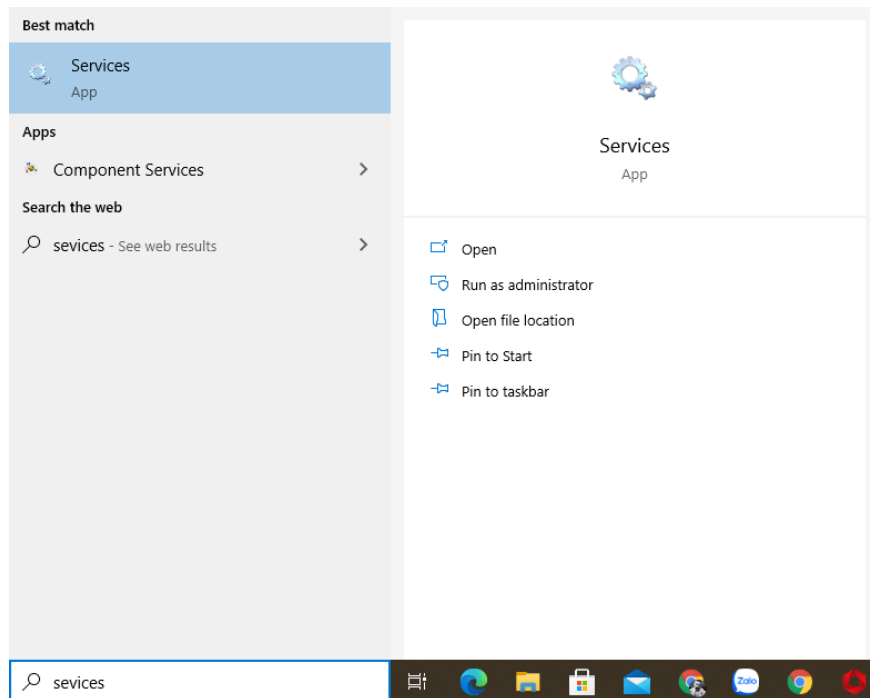 Best match
Services
App
Apps
Component Services
Search the web
sevices - See web results
Services
App
Open
Run as administrator
Open file location
Pin to Start
Pin to taskbar
sevices
Zalo